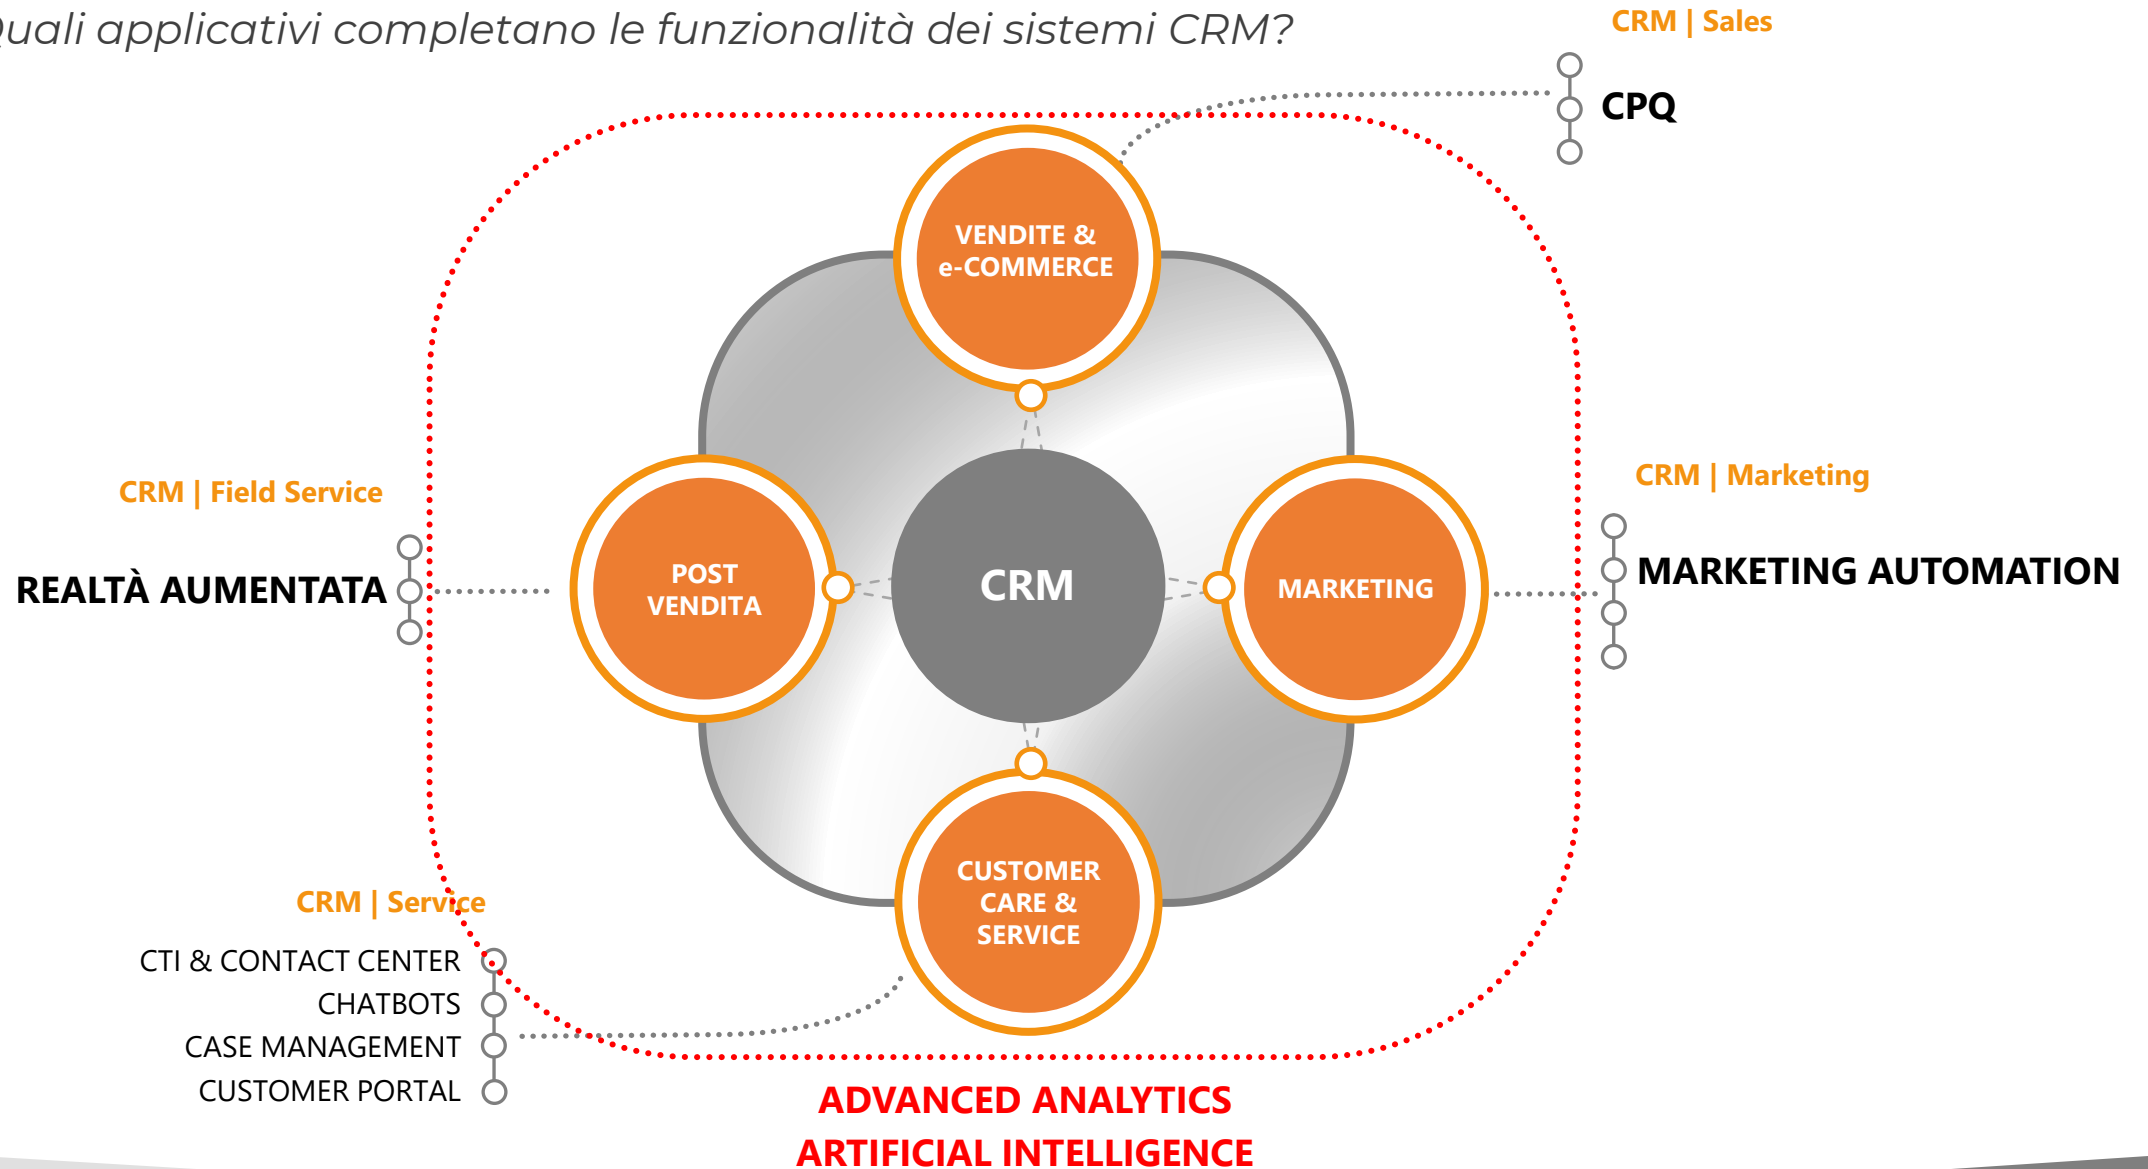 Quali applicativi completano le funzionalità dei sistemi CRM?
CRM | Sales
CPQ
VENDITE &
e-COMMERCE
CRM | Field Service
REALTÀ AUMENTATA
POST
VENDITA
CRM
MARKETING
CRM | Marketing
MARKETING AUTOMATION
CUSTOMER
CARE &
SERVICE
CRM | Service
CTI & CONTACT CENTER
CHATBOTS
CASE MANAGEMENT
CUSTOMER PORTAL
ADVANCED ANALYTICS
ARTIFICIAL INTELLIGENCE